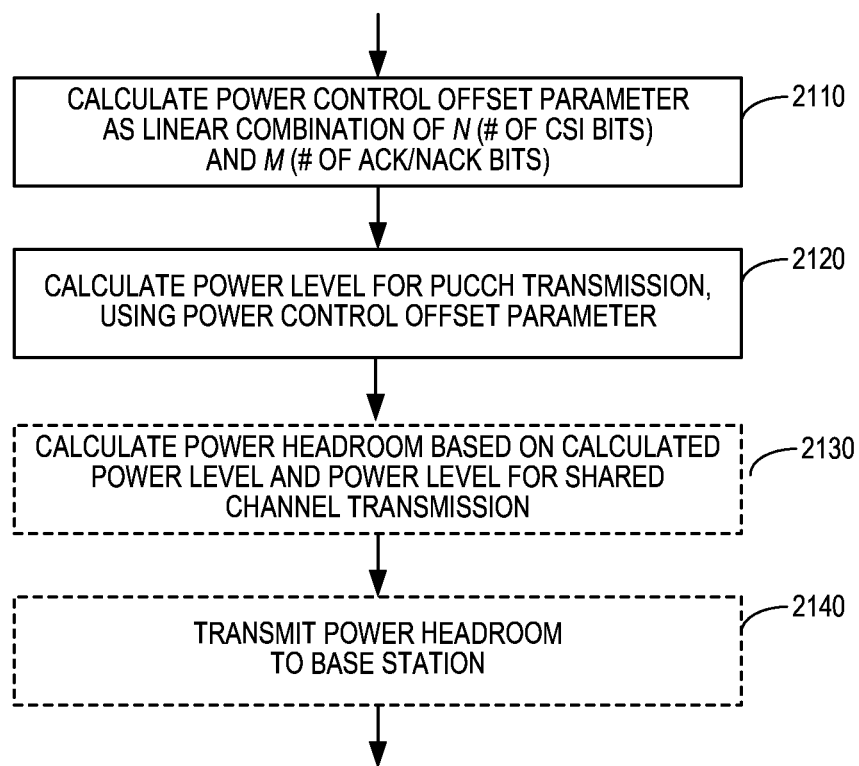 CALCULATE POWER CONTROL OFFSET PARAMETER
AS LINEAR COMBINATION OF N (# OF CSI BITS)
AND M (# OF ACK/NACK BITS)
2110
CALCULATE POWER LEVEL FOR PUCCH TRANSMISSION,
USING POWER CONTROL OFFSET PARAMETER
2120
CALCULATE POWER HEADROOM BASED ON CALCULATED
POWER LEVEL AND POWER LEVEL FOR SHARED
CHANNEL TRANSMISSION
2130
TRANSMIT POWER HEADROOM
TO BASE STATION
2140